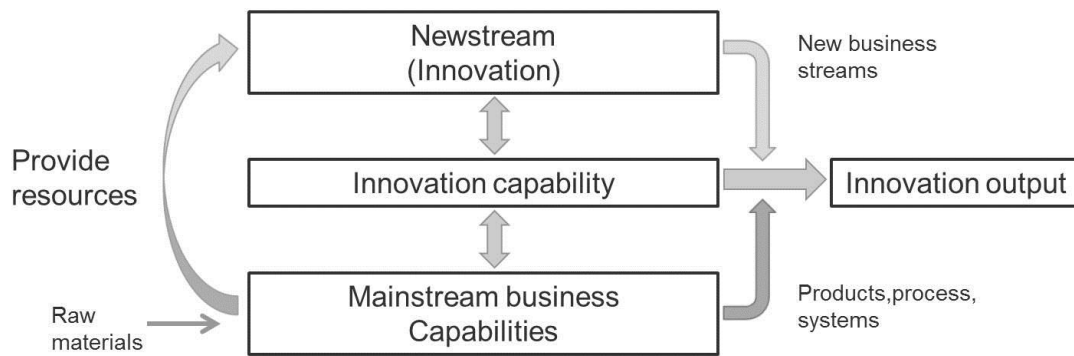 Newstream
(Innovation)
New business
streams
Provide
resources
Innovation capability
Innovation output
Mainstream business
Capabilities
Raw
materials
Products,process,
systems